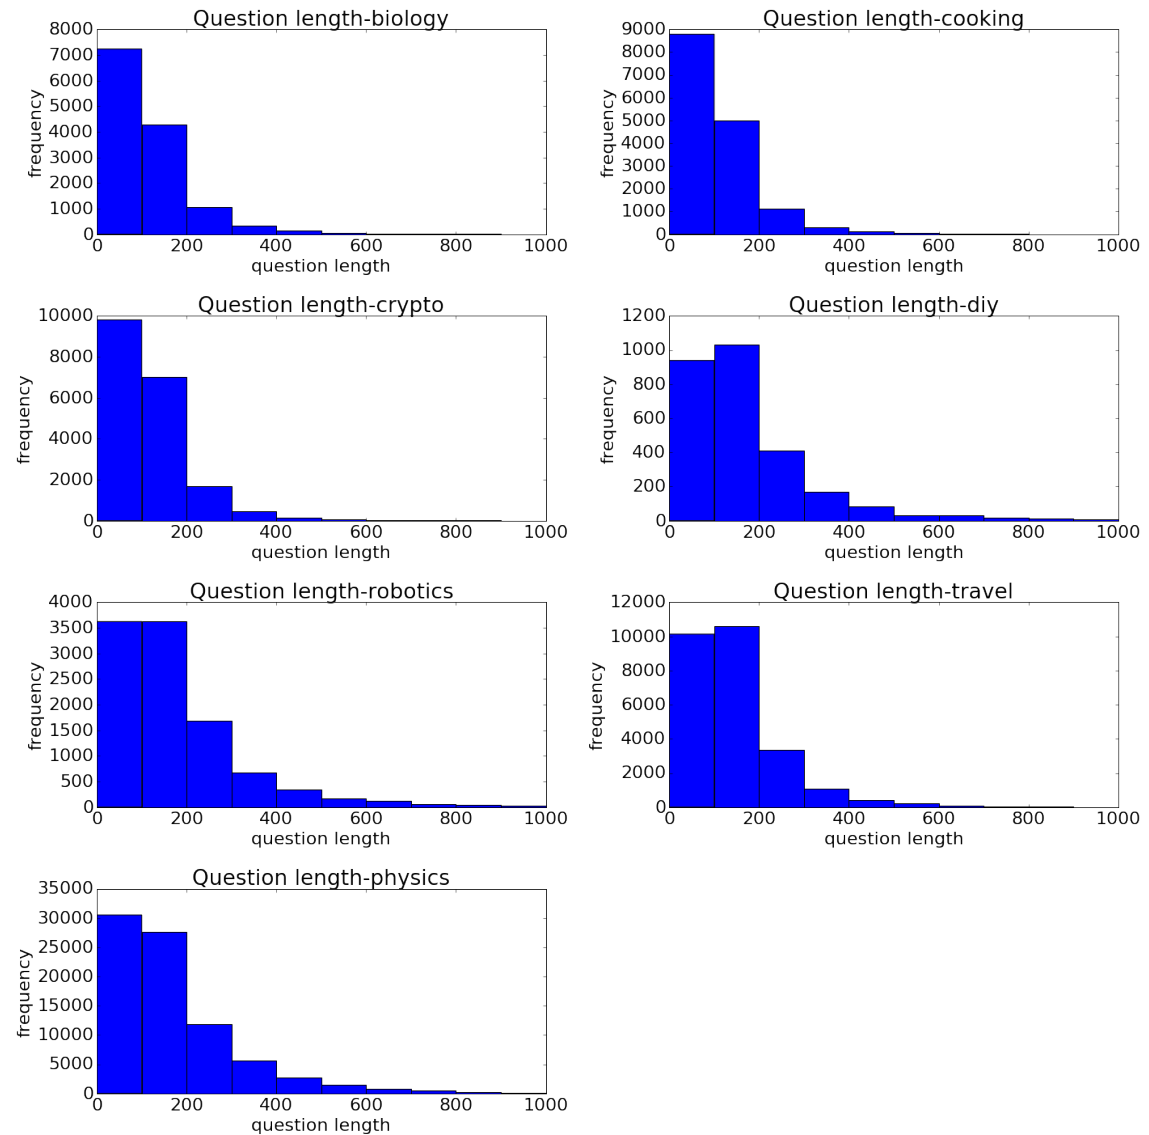 Question length-biology
8000
7000
6000
5000
4000
3000
2000
1000
0
frequency
0 200 400 600 800 1000
question length
Question length-cooking
9000
8000
7000
6000
5000
4000
3000
2000
1000
0
frequency
0 200 400 600 800 1000
question length
Question length-crypto
10000
8000
6000
4000
2000
0
frequency
0 200 400 600 800 1000
question length
Question length-diy
1200
1000
800
600
400
200
0
frequency
0 200 400 600 800 1000
question length
Question length-robotics
4000
3500
3000
2500
2000
1500
1000
500
0
frequency
0 200 400 600 800 1000
question length
Question length-travel
12000
10000
8000
6000
4000
2000
0
frequency
0 200 400 600 800 1000
question length
Question length-physics
35000
30000
25000
20000
15000
10000
5000
0
frequency
0 200 400 600 800 1000
question length